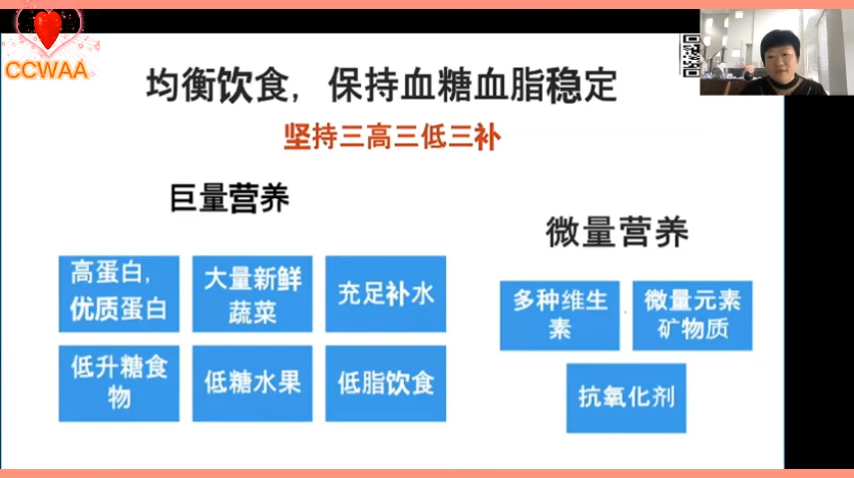 CCWAA
均衡饮食，保持血糖血脂稳定
坚持三高三低三补
巨量营养
高蛋白，
优质蛋白
大量新鲜
蔬菜
充足补水
低升糖食
物
低糖水果
低脂饮食
微量营养
多种维生
素
微量元素
矿物质
抗氧化剂